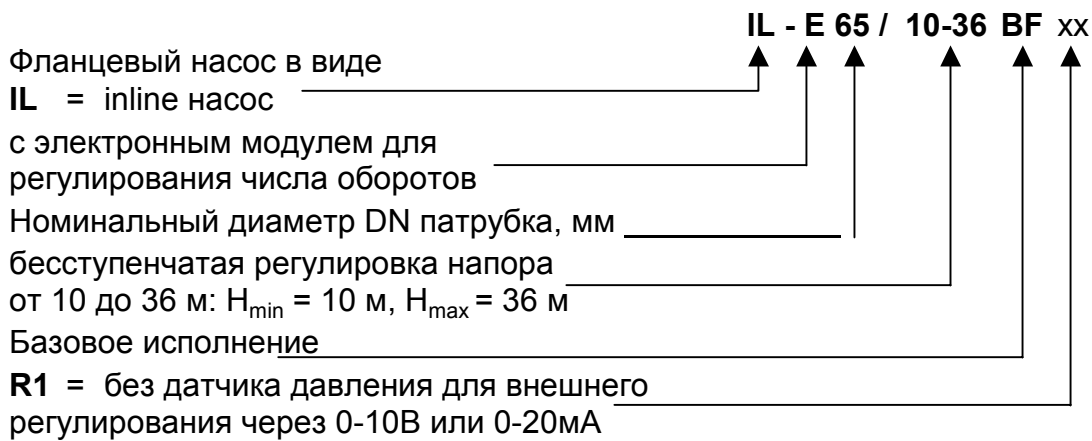 IL - E 65 / 10-36 BF xx
Фланцевый насос в виде
IL = inline насос
с электронным модулем для
регулирования числа оборотов
Номинальный диаметр DN патрубка, мм
бесступенчатая регулировка напора
от 10 до 36 м: Hmin = 10 м, Hmax = 36 м
Базовое исполнение
R1 = без датчика давления для внешнего
регулирования через 0-10В или 0-20мА